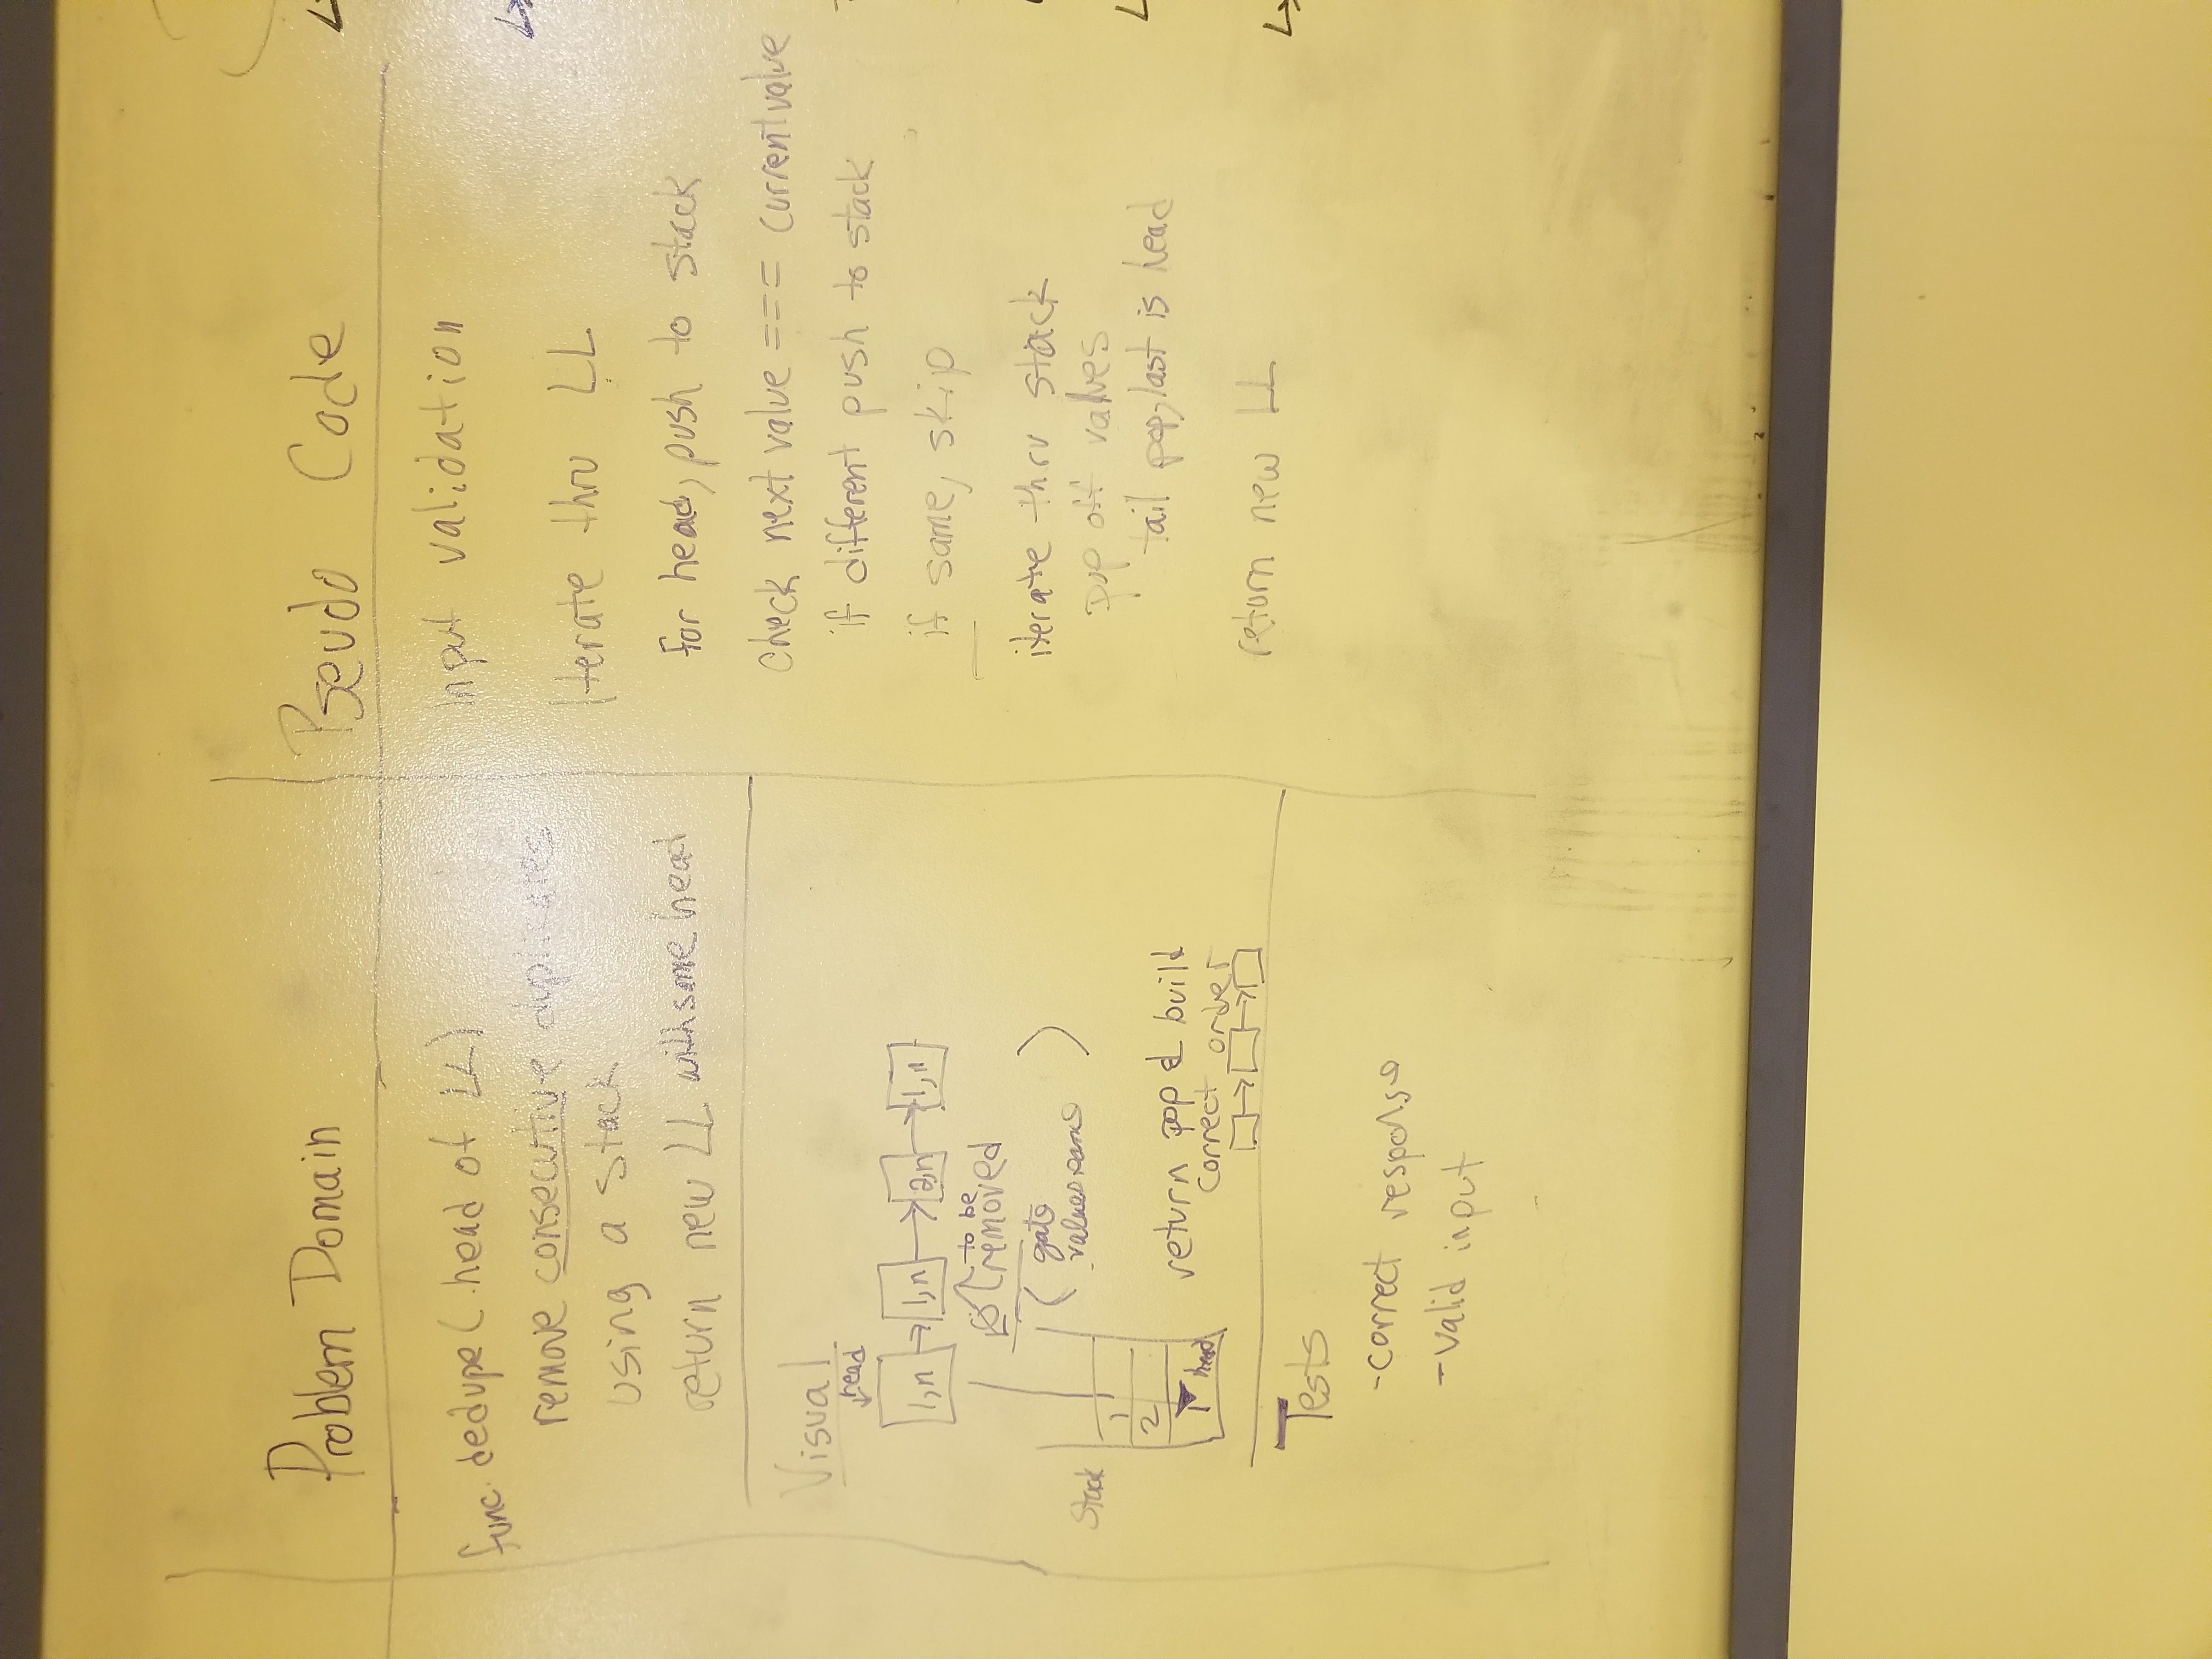 Problem Domain
func. dedupe( head of LL)
remove consecutive duplicates
using a stack
return new LL with same head
Visual
head
1,n 1,n 2,n 1,n
to be
removed
gate
(values same)
Stack
1
2
1 head
return pop & build
correct order
Tests
-correct response
-valid input
Pseudo Code
Input validation
Iterate thru LL
for head, push to stack
check next value === current value
if different push to stack
if same, skip
iterate thru stack
pop off values
tail pop, last is head
return new LL